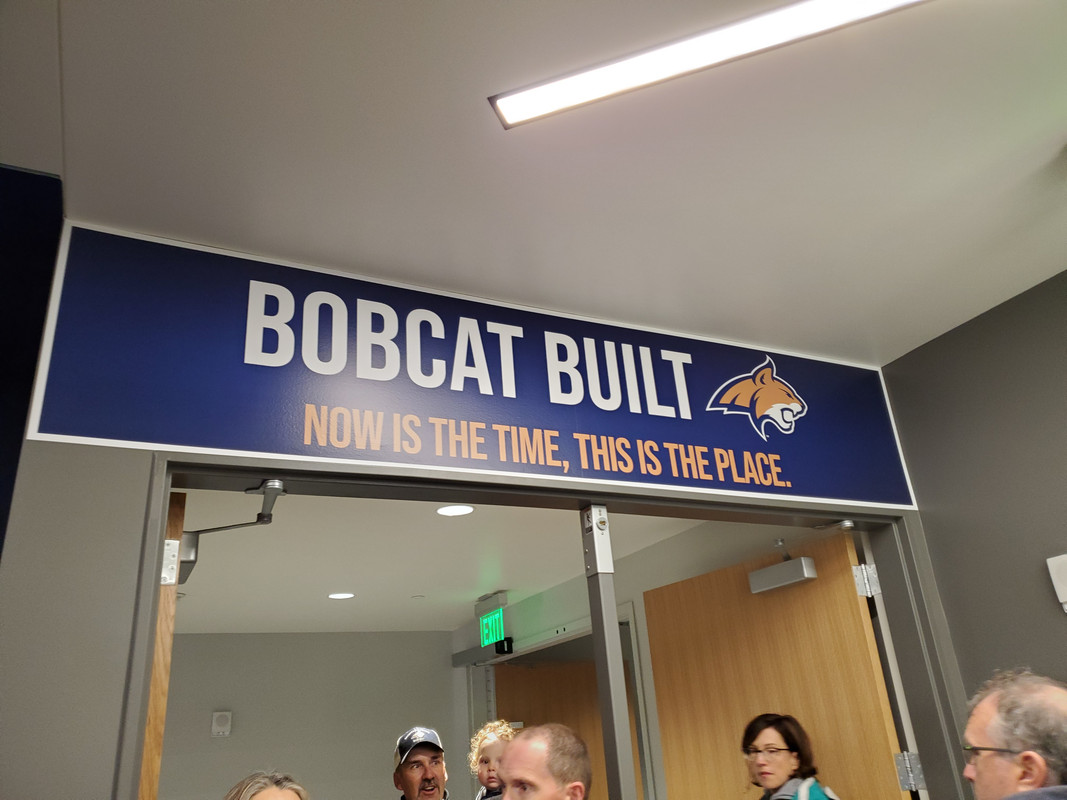 BOBCAT BUILT
NOW IS THE TIME, THIS IS THE PLACE.
EXIT